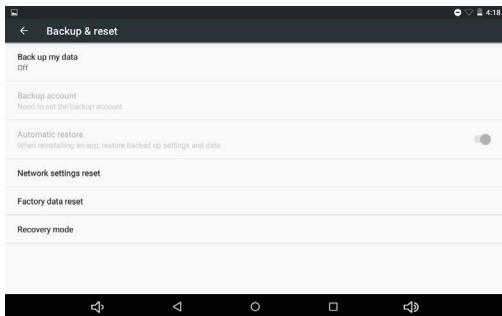 4:18
Backup & reset
Back up my data
Off
Backup account
Need to set the backup account
Automatic restore
When reinstalling an app, restore backed up settings and data
Network settings reset
Factory data reset
Recovery mode